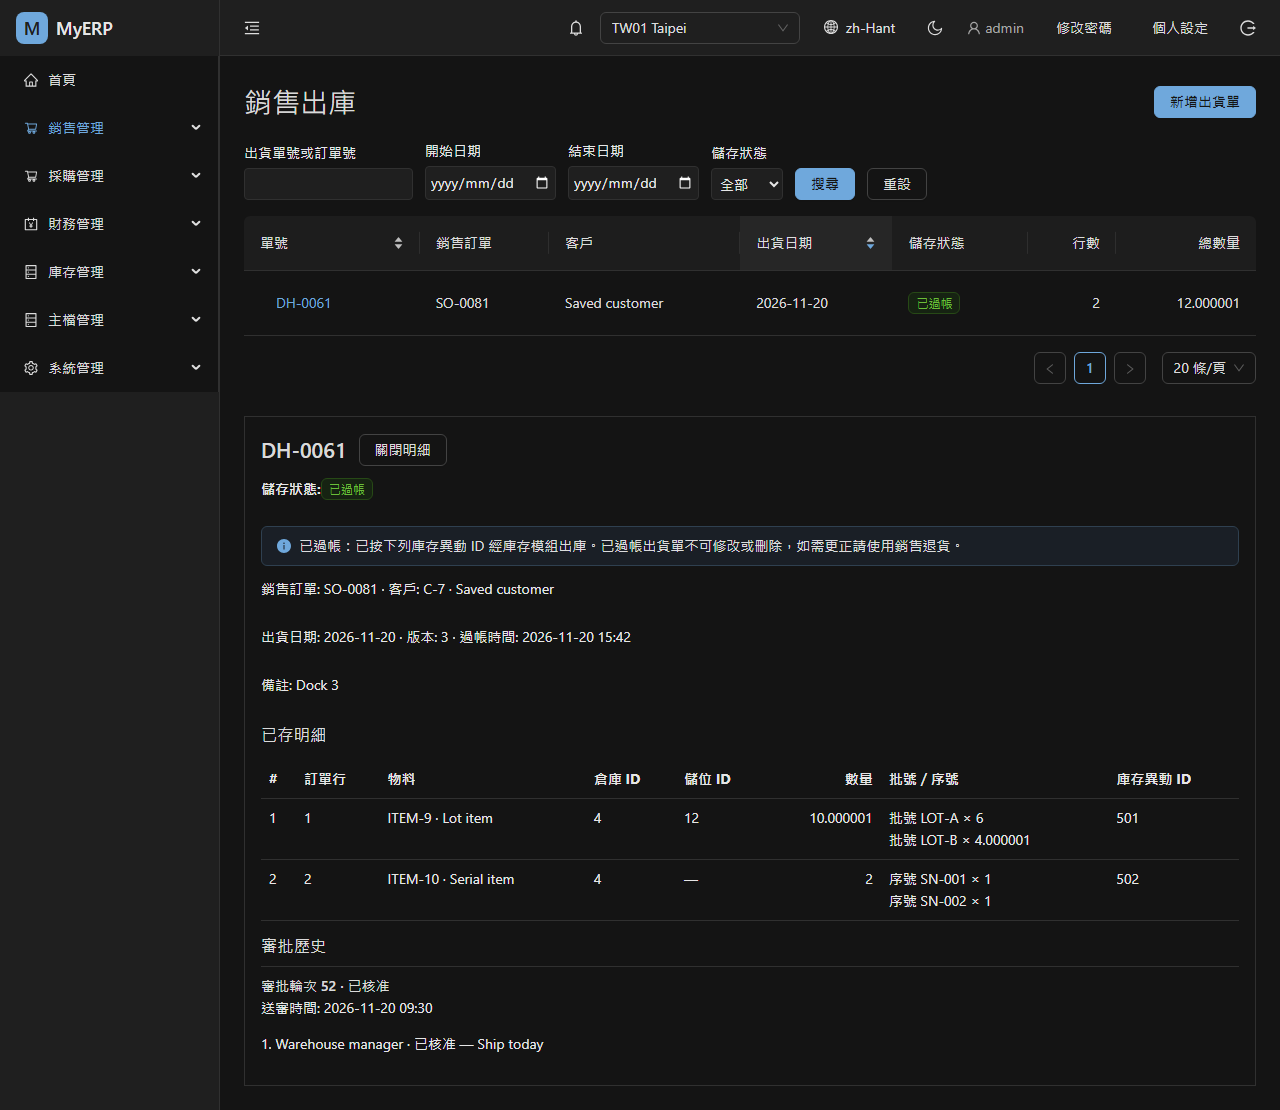 M MyERP
TW01 Taipei
zh-Hant
admin
修改密碼
個人設定
首頁
銷售管理
採購管理
財務管理
庫存管理
主檔管理
系統管理
銷售出庫
新增出貨單
出貨單號或訂單號
開始日期
結束日期
儲存狀態
yyyy/mm/dd
yyyy/mm/dd
全部
搜尋
重設
單號 銷售訂單 客戶 出貨日期 儲存狀態 行數 總數量
DH-0061 SO-0081 Saved customer 2026-11-20 已過帳 2 12.000001
< 1 > 20 條/頁
DH-0061 關閉明細
儲存狀態: 已過帳
已過帳：已按下列庫存異動 ID 經庫存模組出庫。已過帳出貨單不可修改或刪除，如需更正請使用銷售退貨。
銷售訂單: SO-0081 · 客戶: C-7 · Saved customer
出貨日期: 2026-11-20 · 版本: 3 · 過帳時間: 2026-11-20 15:42
備註: Dock 3
已存明細
# 訂單行 物料 倉庫 ID 儲位 ID 數量 批號 / 序號 庫存異動 ID
1 1 ITEM-9 · Lot item 4 12 10.000001 批號 LOT-A × 6 501
批號 LOT-B × 4.000001
2 2 ITEM-10 · Serial item 4 — 2 序號 SN-001 × 1 502
序號 SN-002 × 1
審批歷史
審批輪次 52 · 已核准
送審時間: 2026-11-20 09:30
1. Warehouse manager · 已核准 — Ship today